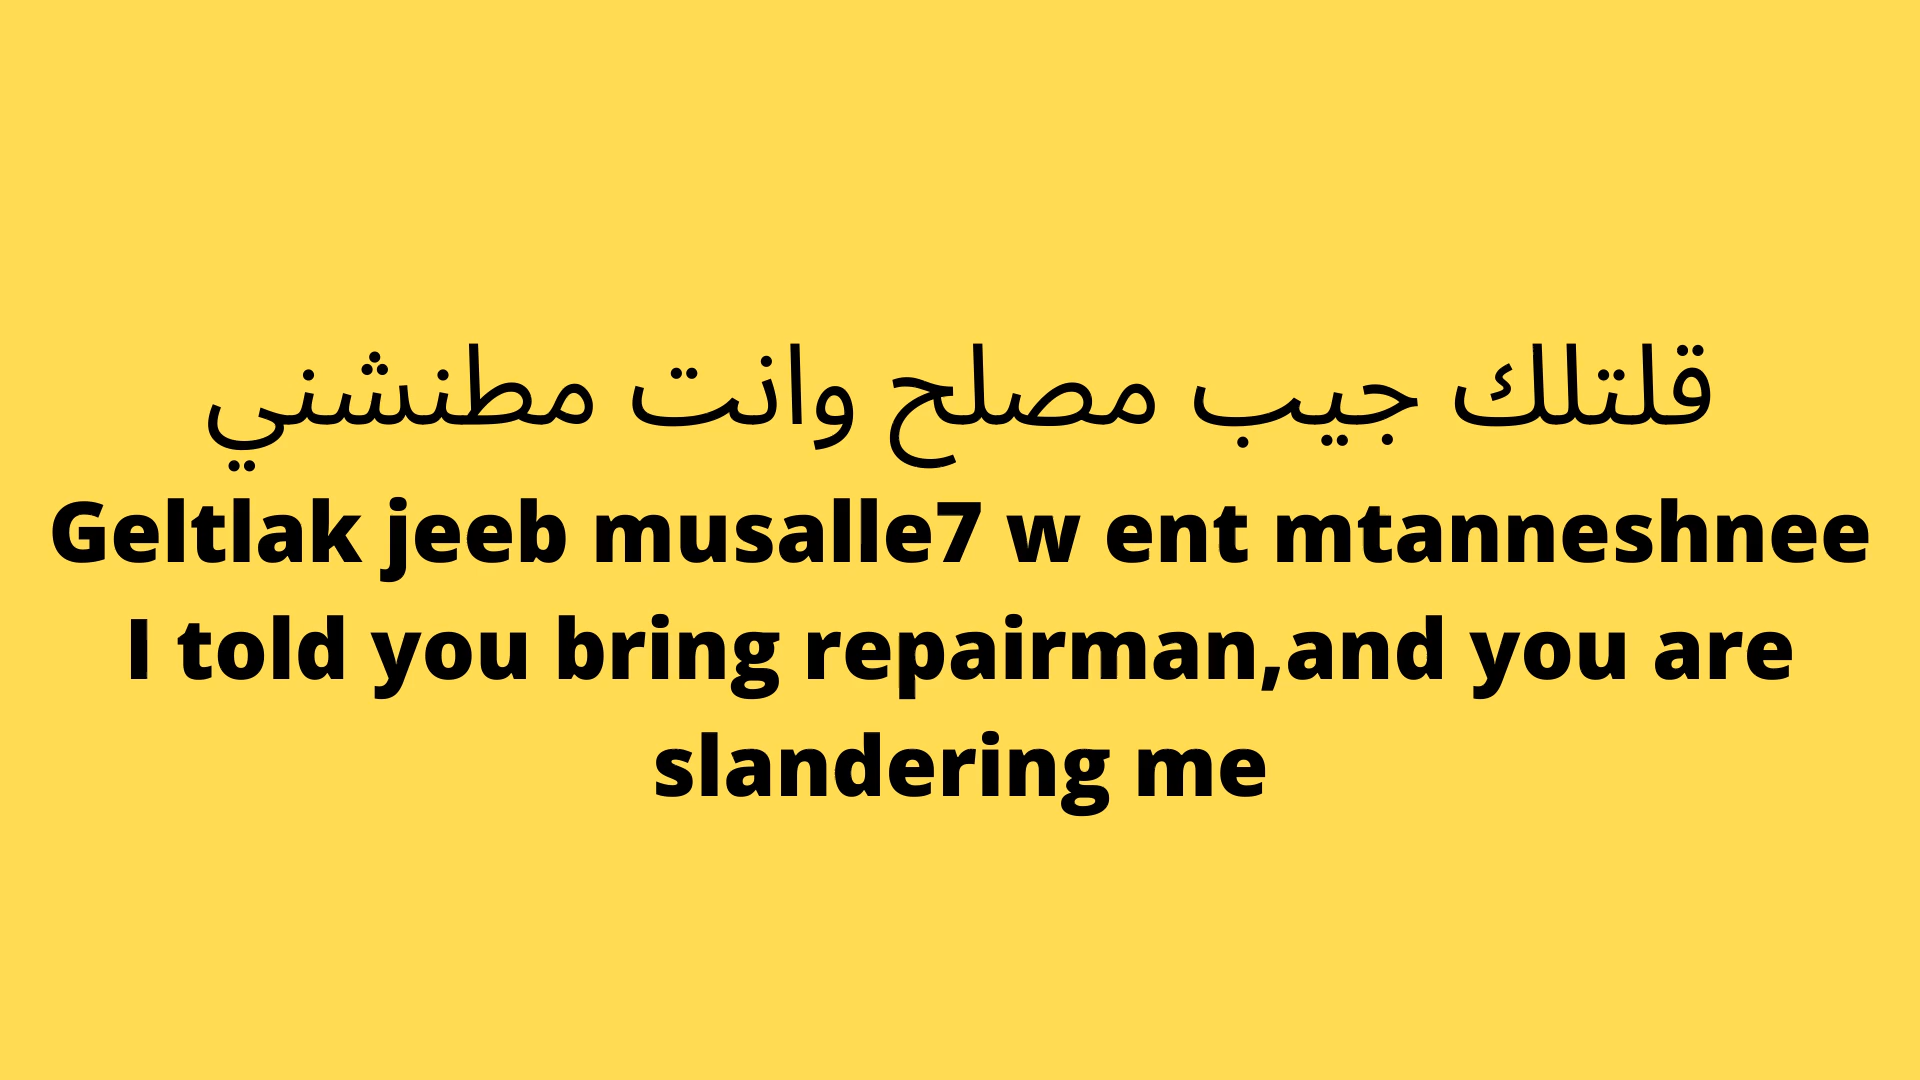 قلتلك جيب مصلح وانت مطنشني
Geltlak jeeb musalle7 w ent mtanneshnee
I told you bring repairman,and you are
slandering me